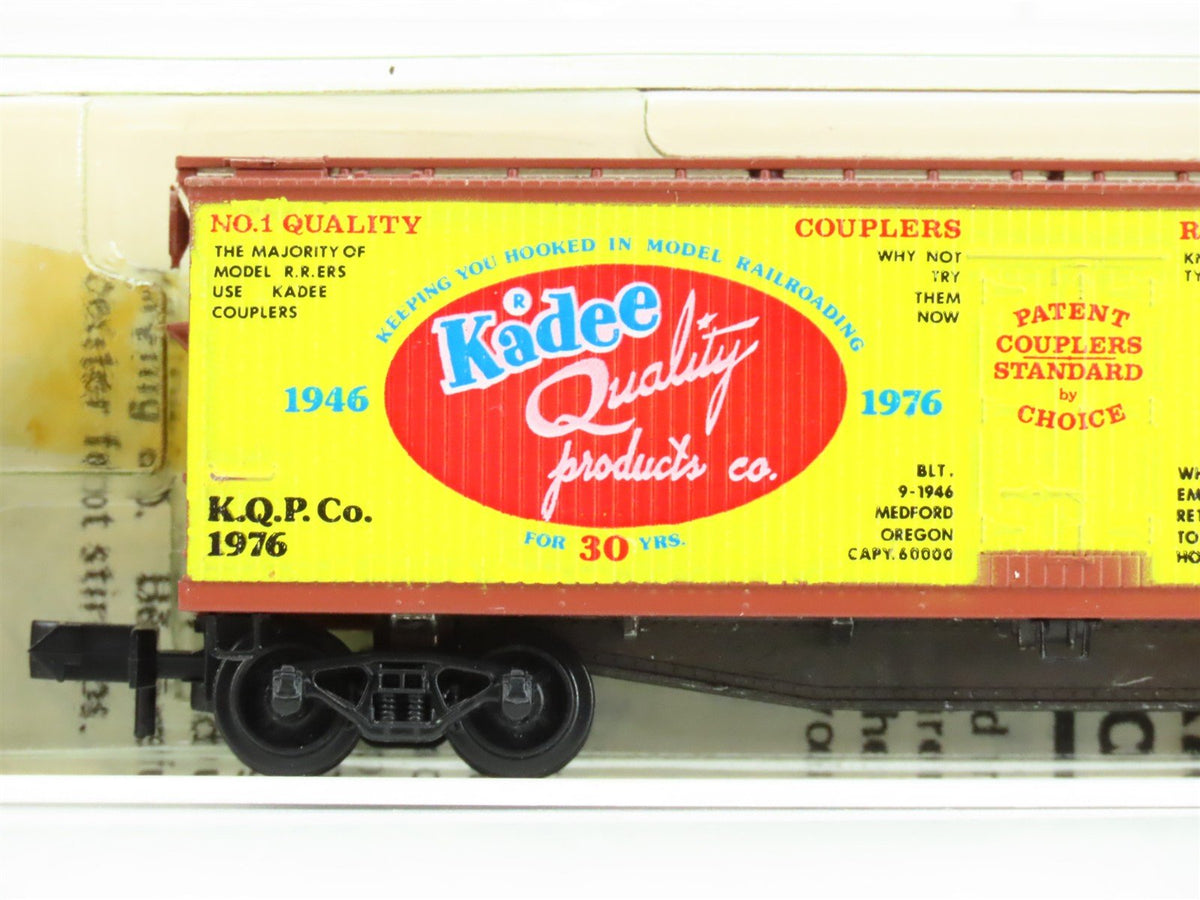 NO.1 QUALITY
THE MAJORITY OF
MODEL R.R.ERS
USE KADEE
COUPLERS
KEEPING YOU HOOKED IN MODEL RAILROADING
®
Kadee
Quality
products co.
1946
1976
FOR 30 YRS.
K.Q.P. Co.
1976
COUPLERS
WHY NOT
TRY
THEM
NOW
BLT.
9-1946
MEDFORD
OREGON
CAPY. 60000
PATENT
COUPLERS
STANDARD
by
CHOICE